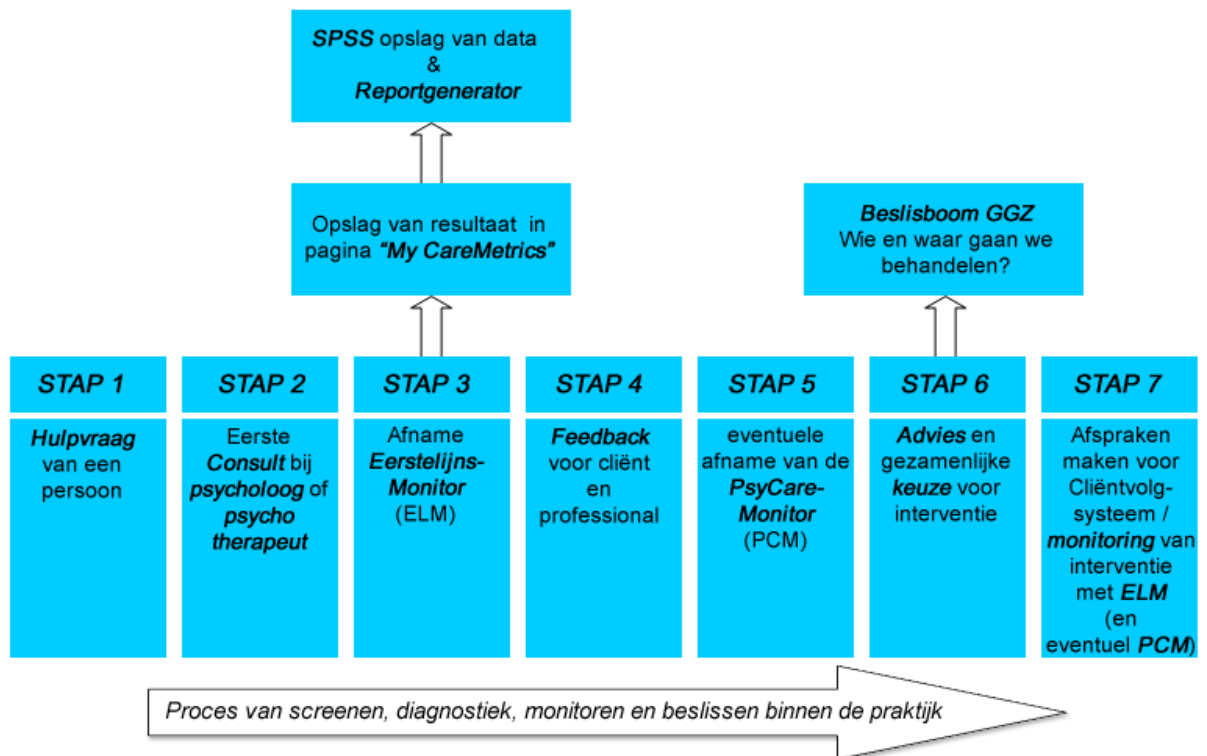 SPSS opslag van data
&
Reportgenerator
Opslag van resultaat in
pagina “My CareMetrics”
Beslisboom GGZ
Wie en waar gaan we
behandelen?
STAP 1
Hulpvraag
van een
persoon
STAP 2
Eerste
Consult bij
psycholoog of
psycho
therapeut
STAP 3
Afname
Eerstelijns-
Monitor
(ELM)
STAP 4
Feedback
voor cliënt
en
professional
STAP 5
eventuele
afname van de
PsyCare-
Monitor
(PCM)
STAP 6
Advies en
gezamenlijke
keuze voor
interventie
STAP 7
Afspraken
maken voor
Cliëntvolg-
systeem /
monitoring van
interventie
met ELM
(en
eventuel PCM)
Proces van screenen, diagnostiek, monitoren en beslissen binnen de praktijk